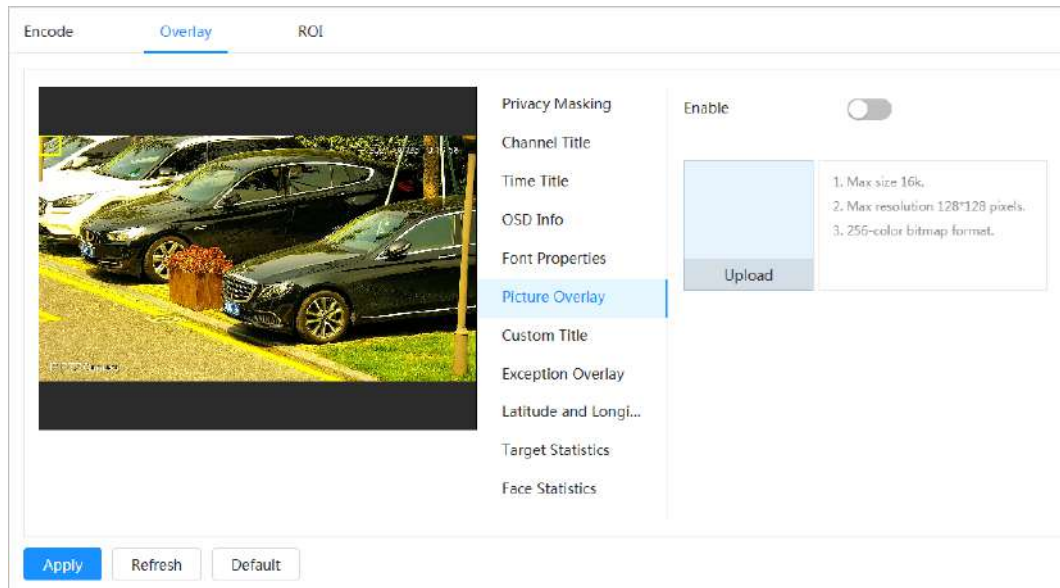 Encode
Overlay
ROI
Privacy Masking
Channel Title
Time Title
OSD Info
Font Properties
Picture Overlay
Custom Title
Exception Overlay
Latitude and Longi...
Target Statistics
Face Statistics
Enable
Upload
1. Max size 16k.
2. Max resolution 128*128 pixels.
3. 256-color bitmap format.
Apply
Refresh
Default